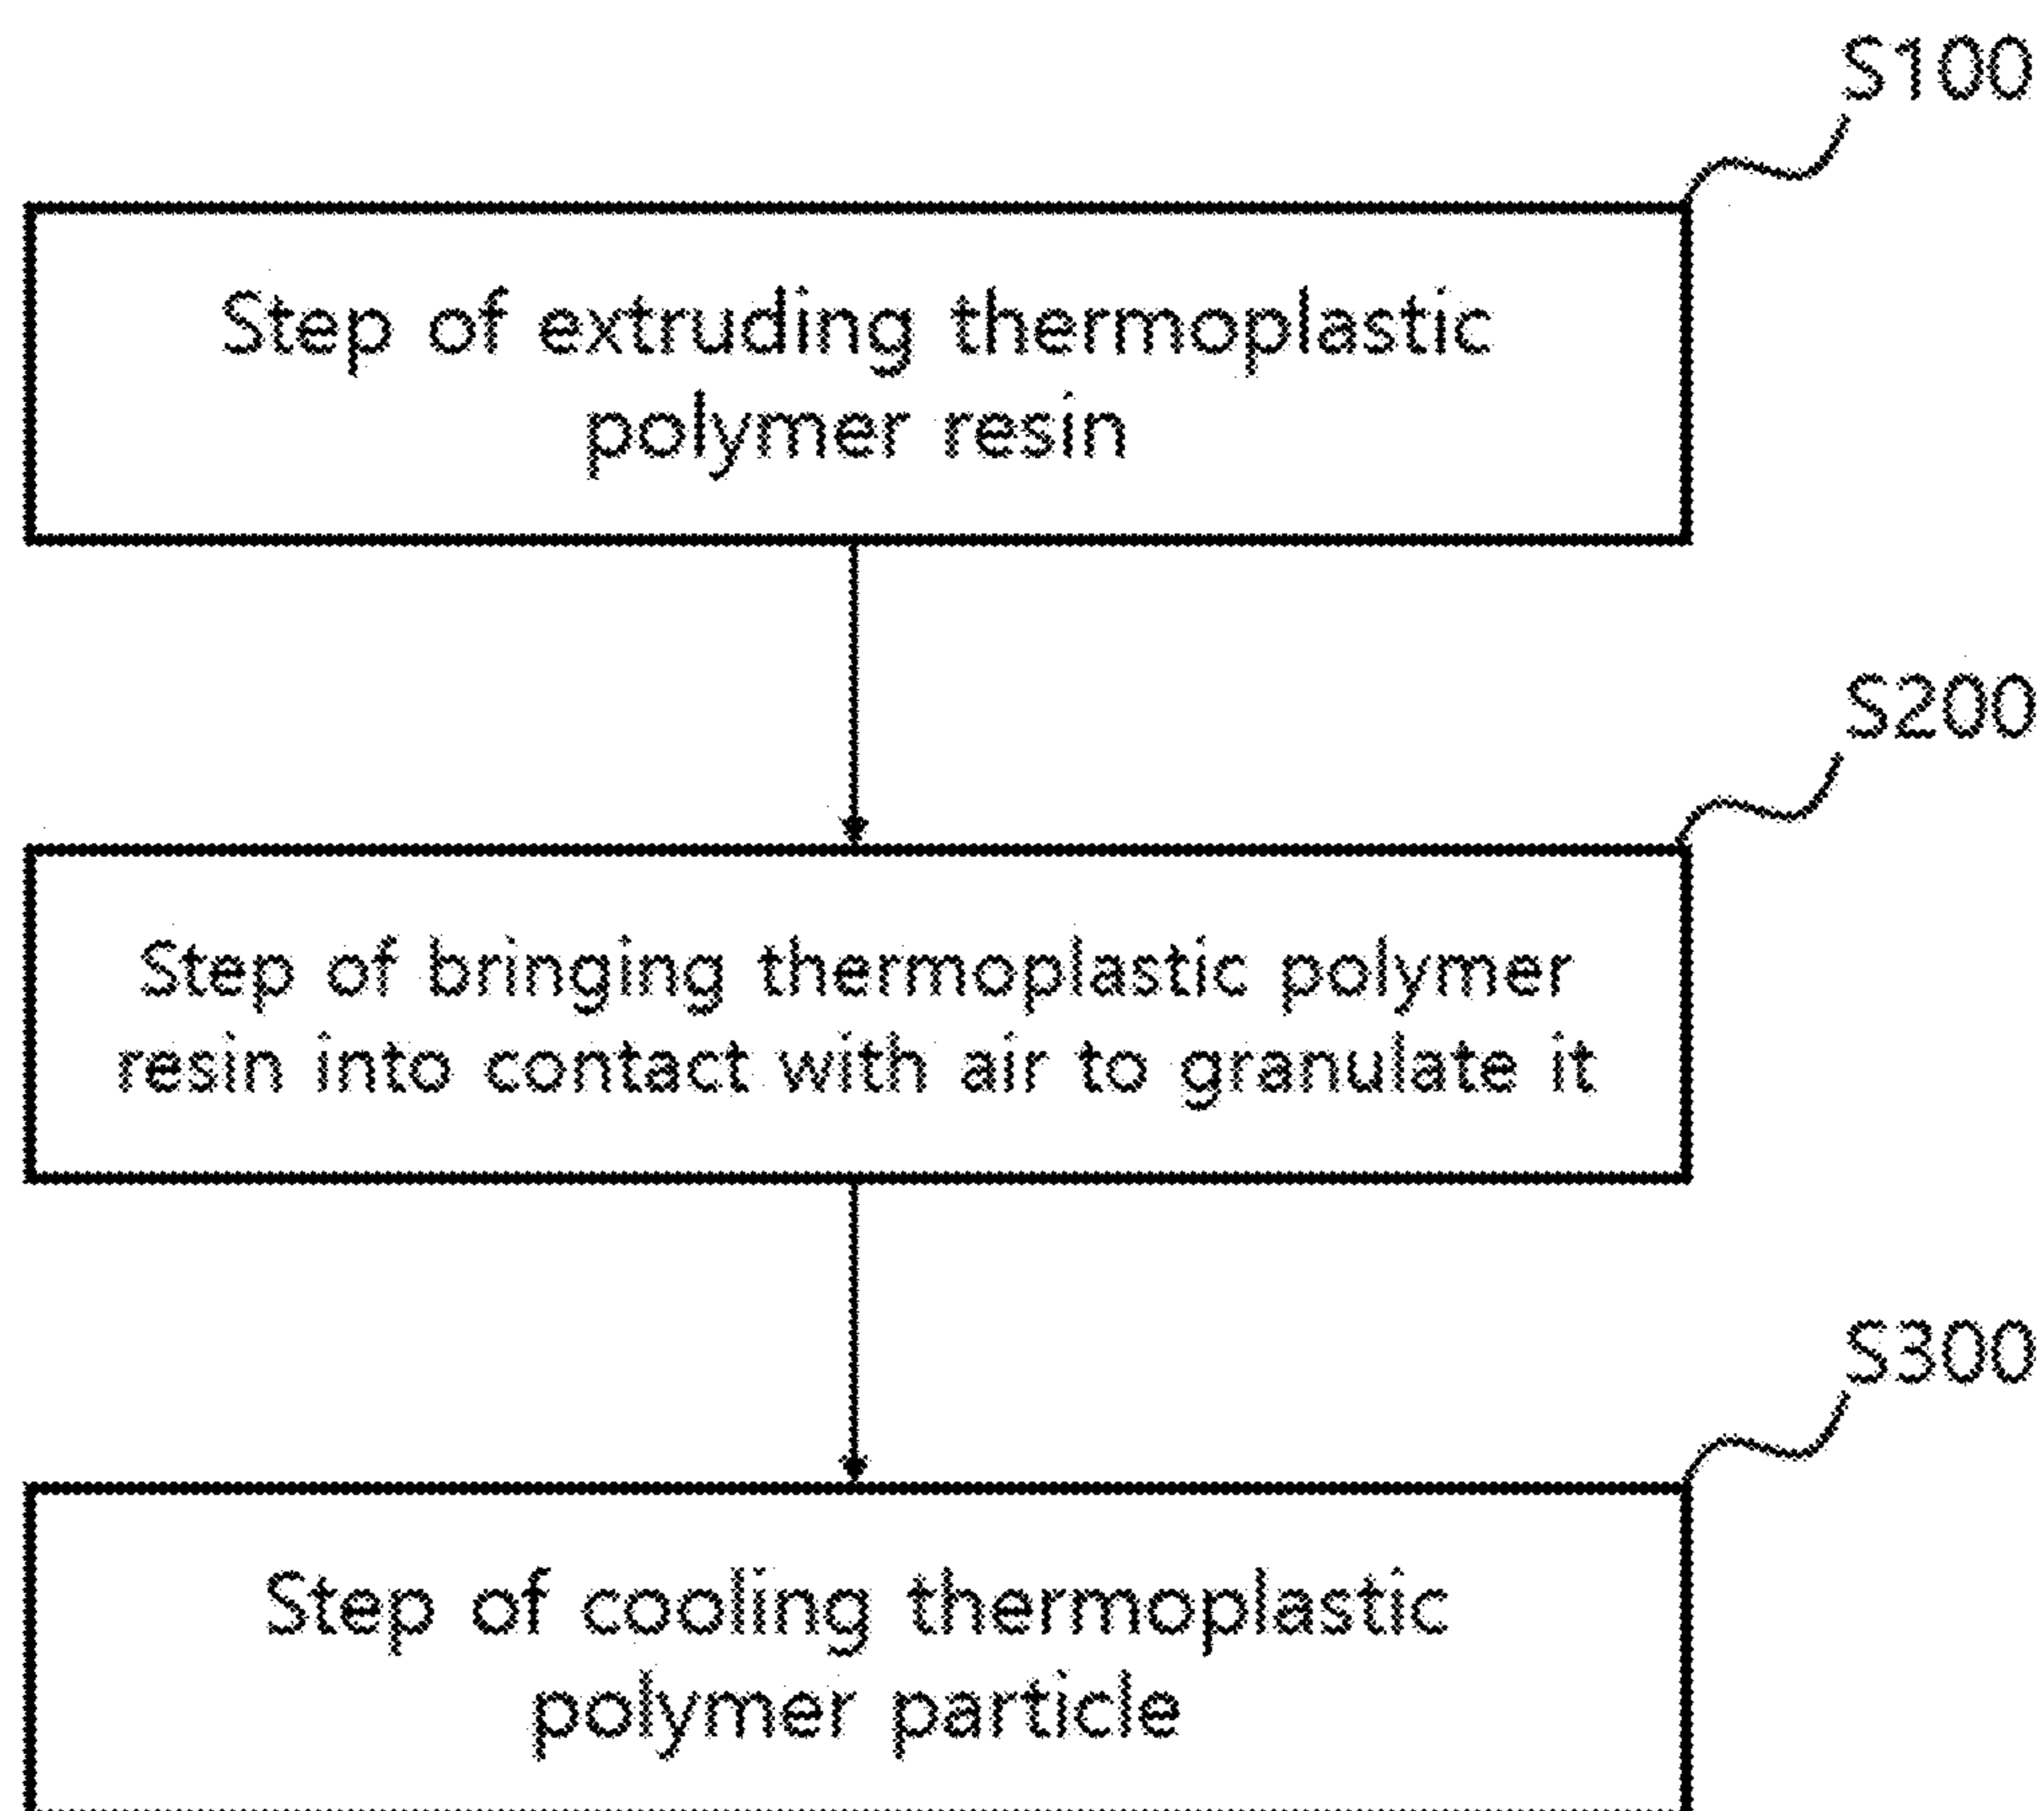 S100
Step of extruding thermoplastic
polymer resin
S200
Step of bringing thermoplastic polymer
resin into contact with air to granulate it
S300
Step of cooling thermoplastic
polymer particle